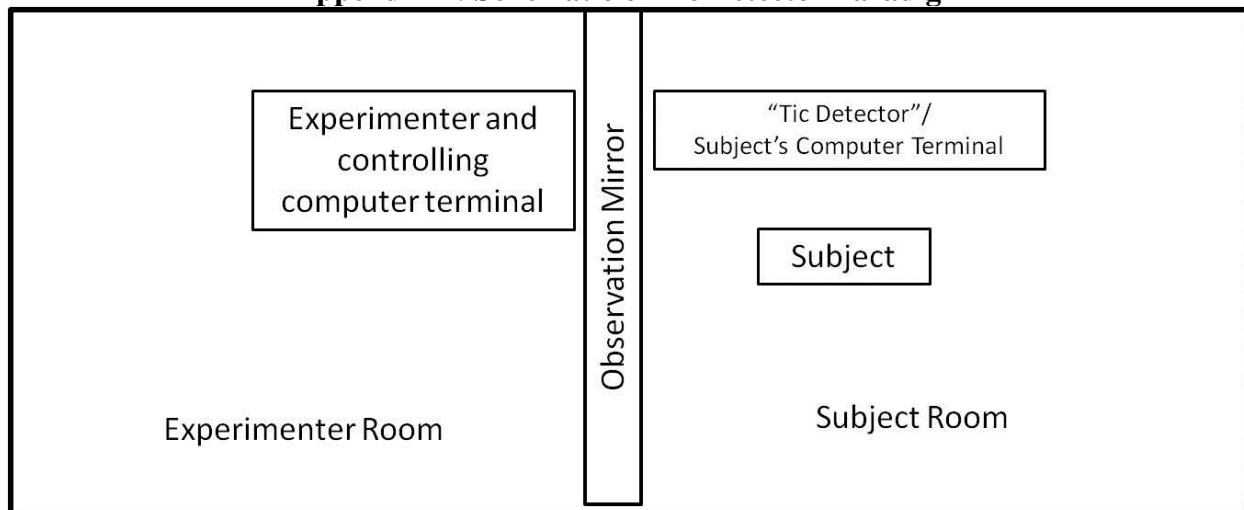 Experimenter and
controlling
computer terminal
Observation Mirror
“Tic Detector”/
Subject’s Computer Terminal
Subject
Experimenter Room
Subject Room